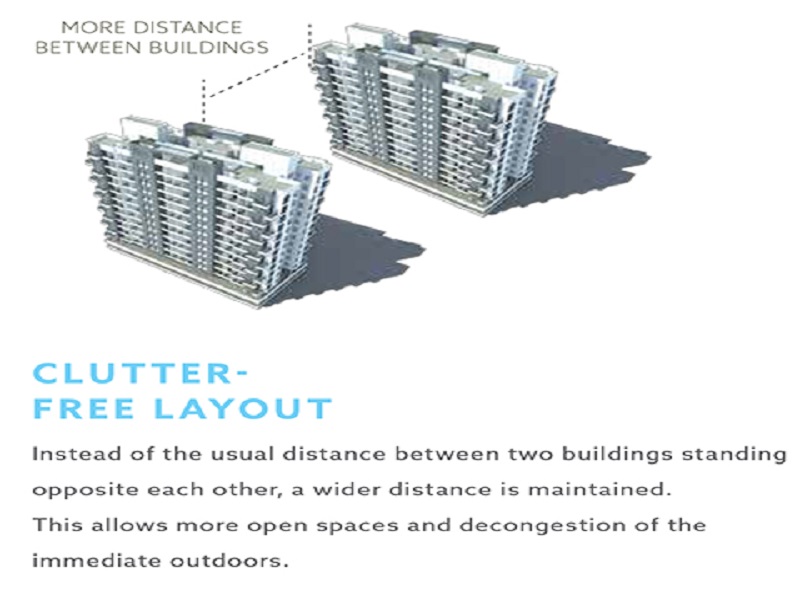 MORE DISTANCE
BETWEEN BUILDINGS
CLUTTER-
FREE LAYOUT
Instead of the usual distance between two buildings standing
opposite each other, a wider distance is maintained.
This allows more open spaces and decongestion of the
immediate outdoors.